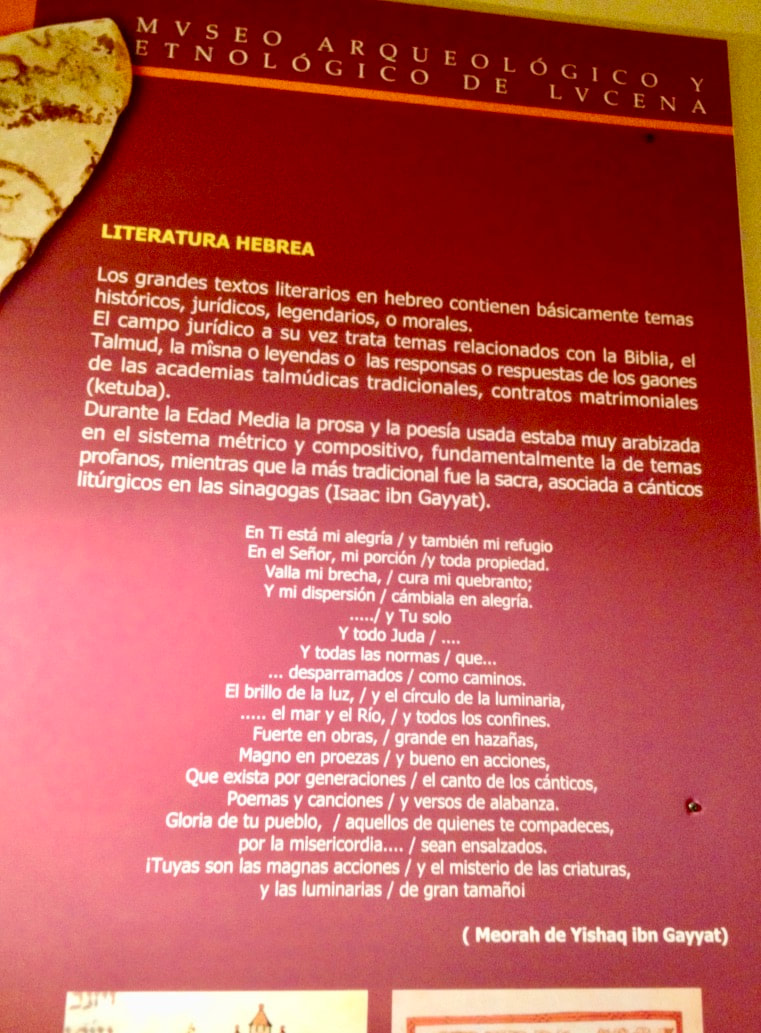 MVSEO ARQUEOLÓGICO Y
ETNOLÓGICO DE LVCENA
LITERATURA HEBREA
Los grandes textos literarios en hebreo contienen básicamente temas
históricos, jurídicos, legendarios, o morales.
El campo jurídico a su vez trata temas relacionados con la Biblia, el
Talmud, la mîsna o leyendas o las responsas o respuestas de los gaones
de las academias talmúdicas tradicionales, contratos matrimoniales
(ketuba).
Durante la Edad Media la prosa y la poesía usada estaba muy arabizada
en el sistema métrico y compositivo, fundamentalmente la de temas
profanos, mientras que la más tradicional fue la sacra, asociada a cánticos
litúrgicos en las sinagogas (Isaac ibn Gayyat).
En Ti está mi alegría / y también mi refugio
En el Señor, mi porción /y toda propiedad.
Valla mi brecha, / cura mi quebranto;
Y mi dispersión / cámbiala en alegría.
...../ y Tu solo
Y todo Juda / ....
Y todas las normas / que...
... desparramados / como caminos.
El brillo de la luz, / y el círculo de la luminaria,
..... el mar y el Río, / y todos los confines.
Fuerte en obras, / grande en hazañas,
Magno en proezas / y bueno en acciones,
Que exista por generaciones / el canto de los cánticos,
Poemas y canciones / y versos de alabanza.
Gloria de tu pueblo, / aquellos de quienes te compadeces,
por la misericordia.... / sean ensalzados.
¡Tuyas son las magnas acciones / y el misterio de las criaturas,
y las luminarias / de gran tamaño¡
( Meorah de Yishaq ibn Gayyat)